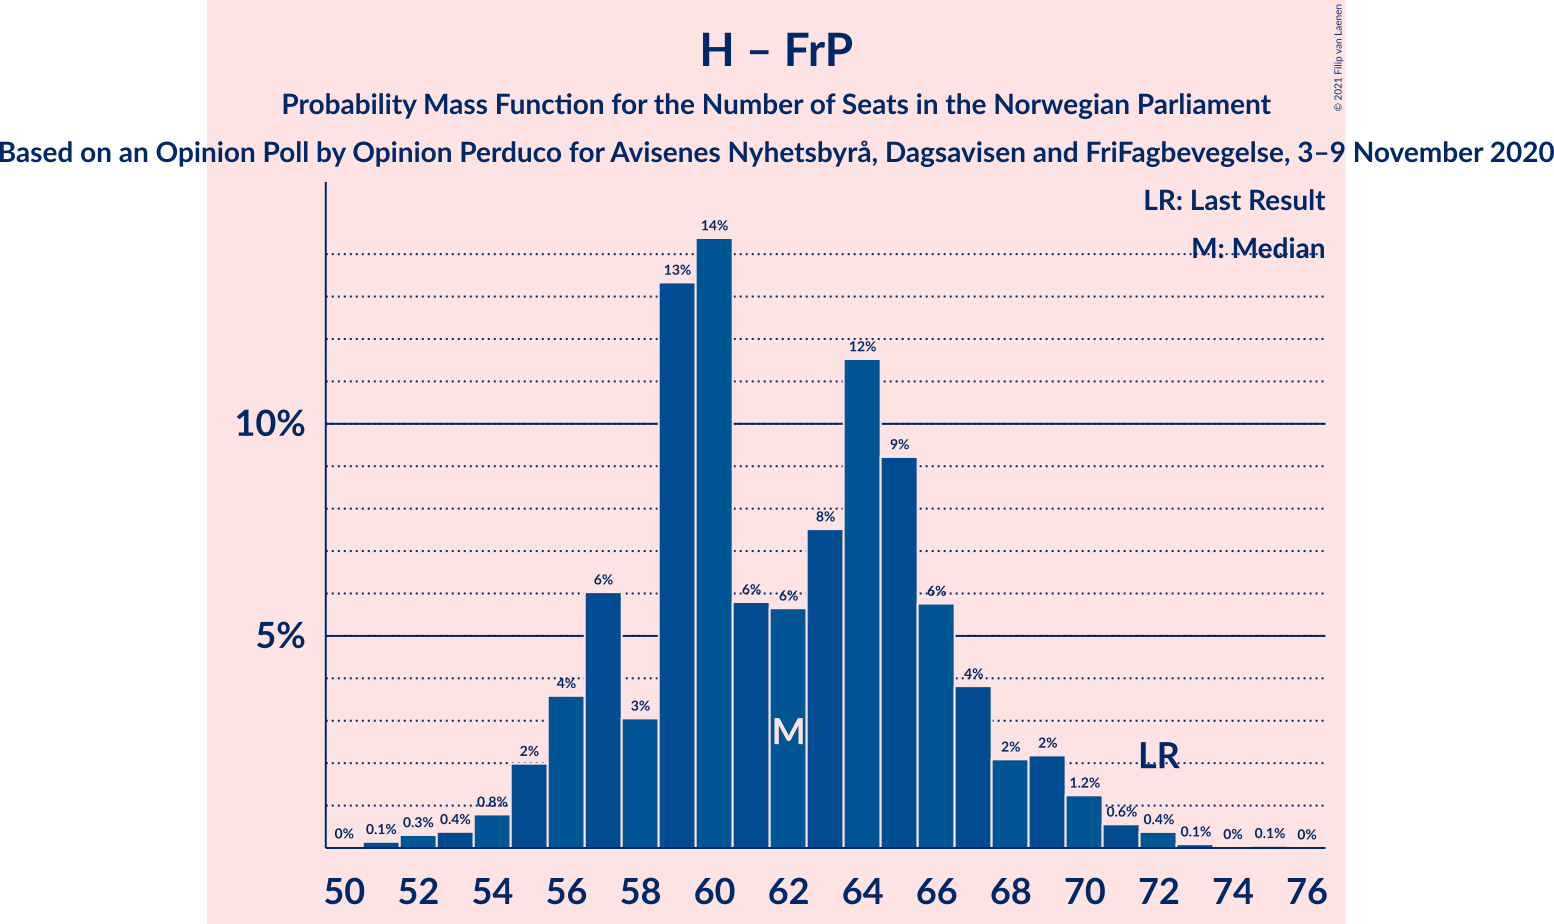 H – FrP
Probability Mass Function for the Number of Seats in the Norwegian Parliament
Based on an Opinion Poll by Opinion Perduco for Avisenes Nyhetsbyrå, Dagsavisen and FriFagbevegelse, 3–9 November 2020
© 2021 Filip van Laenen
LR: Last Result
M: Median
14%
13%
12%
10%
9%
8%
6%
6%
6%
6%
5%
4%
4%
3%
M
2%
2%
2%
LR
1.2%
0.8%
0.6%
0% 0.1% 0.3% 0.4% 0.4% 0.1% 0% 0.1% 0%
50 52 54 56 58 60 62 64 66 68 70 72 74 76